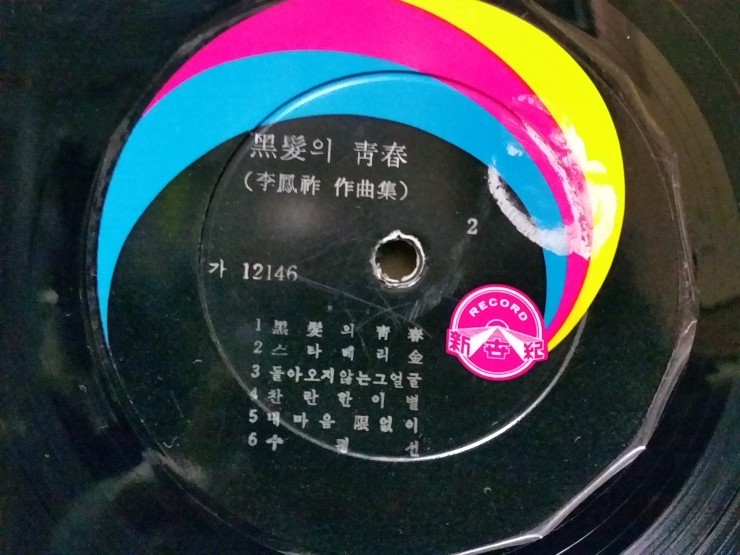 黑髮의 靑春
(李鳳祚 作曲集)
2
가 12146
1 黑髮의靑春
2 스타베리金
3 돌아오지않는그얼굴
4 찬란한이별
5 내마음限없이
6 수평선
RECORD
新世紀